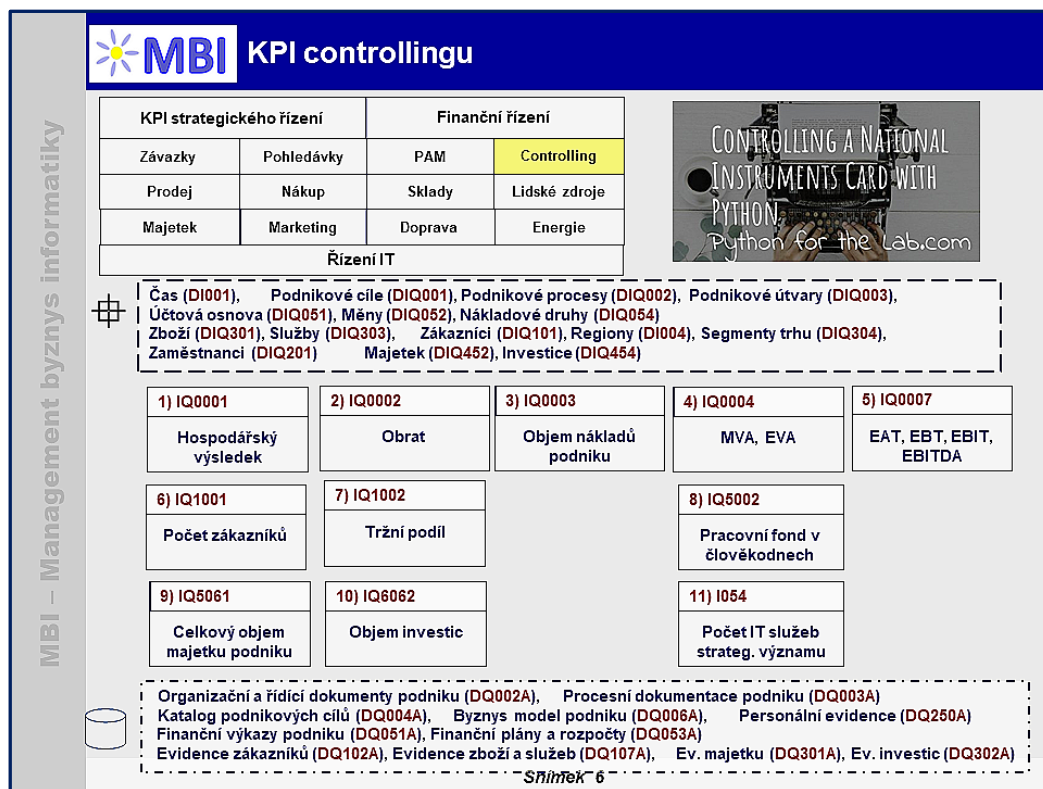 MBI
KPI controllingu
MBI – Management byznys informatiky
KPI strategického řízení
Finanční řízení
Závazky
Pohledávky
PAM
Controlling
Prodej
Nákup
Sklady
Lidské zdroje
Majetek
Marketing
Doprava
Energie
Řízení IT
CONTROLLING A NATIONAL
INSTRUMENTS CARD WITH
PYTHON
Python for the Lab.com
Čas (DI001), Podnikové cíle (DIQ001), Podnikové procesy (DIQ002), Podnikové útvary (DIQ003),
Účtová osnova (DIQ051), Měny (DIQ052), Nákladové druhy (DIQ054)
Zboží (DIQ301), Služby (DIQ303), Zákazníci (DIQ101), Regiony (DI004), Segmenty trhu (DIQ304),
Zaměstnanci (DIQ201) Majetek (DIQ452), Investice (DIQ454)
1) IQ0001
Hospodářský
výsledek
2) IQ0002
Obrat
3) IQ0003
Objem nákladů
podniku
4) IQ0004
MVA, EVA
5) IQ0007
EAT, EBT, EBIT,
EBITDA
6) IQ1001
Počet zákazníků
7) IQ1002
Tržní podíl
8) IQ5002
Pracovní fond v
člověkodnech
9) IQ5061
Celkový objem
majetku podniku
10) IQ6062
Objem investic
11) I054
Počet IT služeb
strateg. významu
Organizační a řídící dokumenty podniku (DQ002A), Procesní dokumentace podniku (DQ003A)
Katalog podnikových cílů (DQ004A), Byznys model podniku (DQ006A), Personální evidence (DQ250A)
Finanční výkazy podniku (DQ051A), Finanční plány a rozpočty (DQ053A)
Evidence zákazníků (DQ102A), Evidence zboží a služeb (DQ107A), Ev. majetku (DQ301A), Ev. investic (DQ302A)
Snímek 6